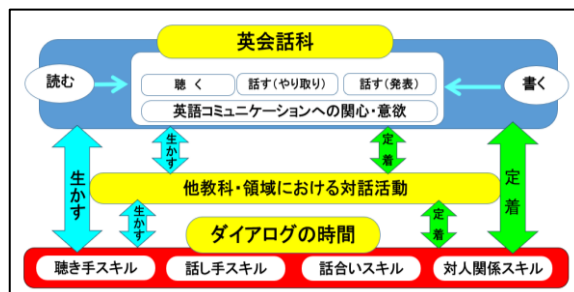 英会話科
読む
聴く
話す(やり取り)
話す(発表)
書く
英語コミュニケーションへの関心・意欲
生かす
生かす
定着
定着
他教科・領域における対話活動
生かす
定着
ダイアログの時間
聴き手スキル
話し手スキル
話合いスキル
対人関係スキル